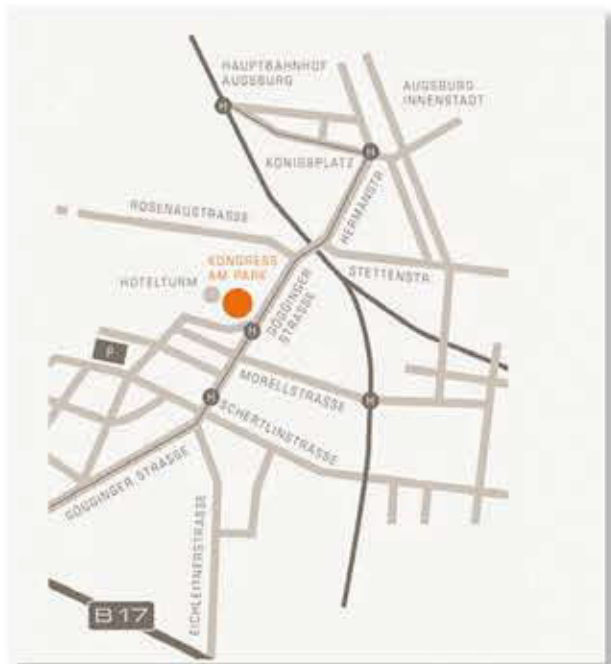 HAUPTBAHNHOF
AUGSBURG
AUGSBURG
INNENSTADT
H
H
KÖNIGSPLATZ
HERMANSTR.
ROSENAUSTRASSE
KONGRESS
AM PARK
HOTELTURM
STETTENSTR.
GÖGGINGER
STRASSE
H
P
MORELLSTRASSE
H
H
SCHERTLINSTRASSE
GÖGGINGER STRASSE
EICHLEITNERSTRASSE
B 17